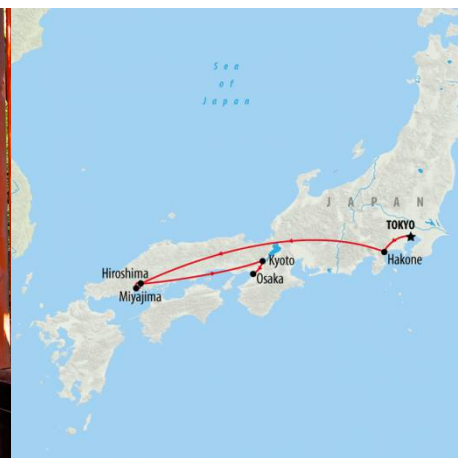 Sea
of
Japan
JAPAN
TOKYO
Hakone
Kyoto
Osaka
Hiroshima
Miyajima